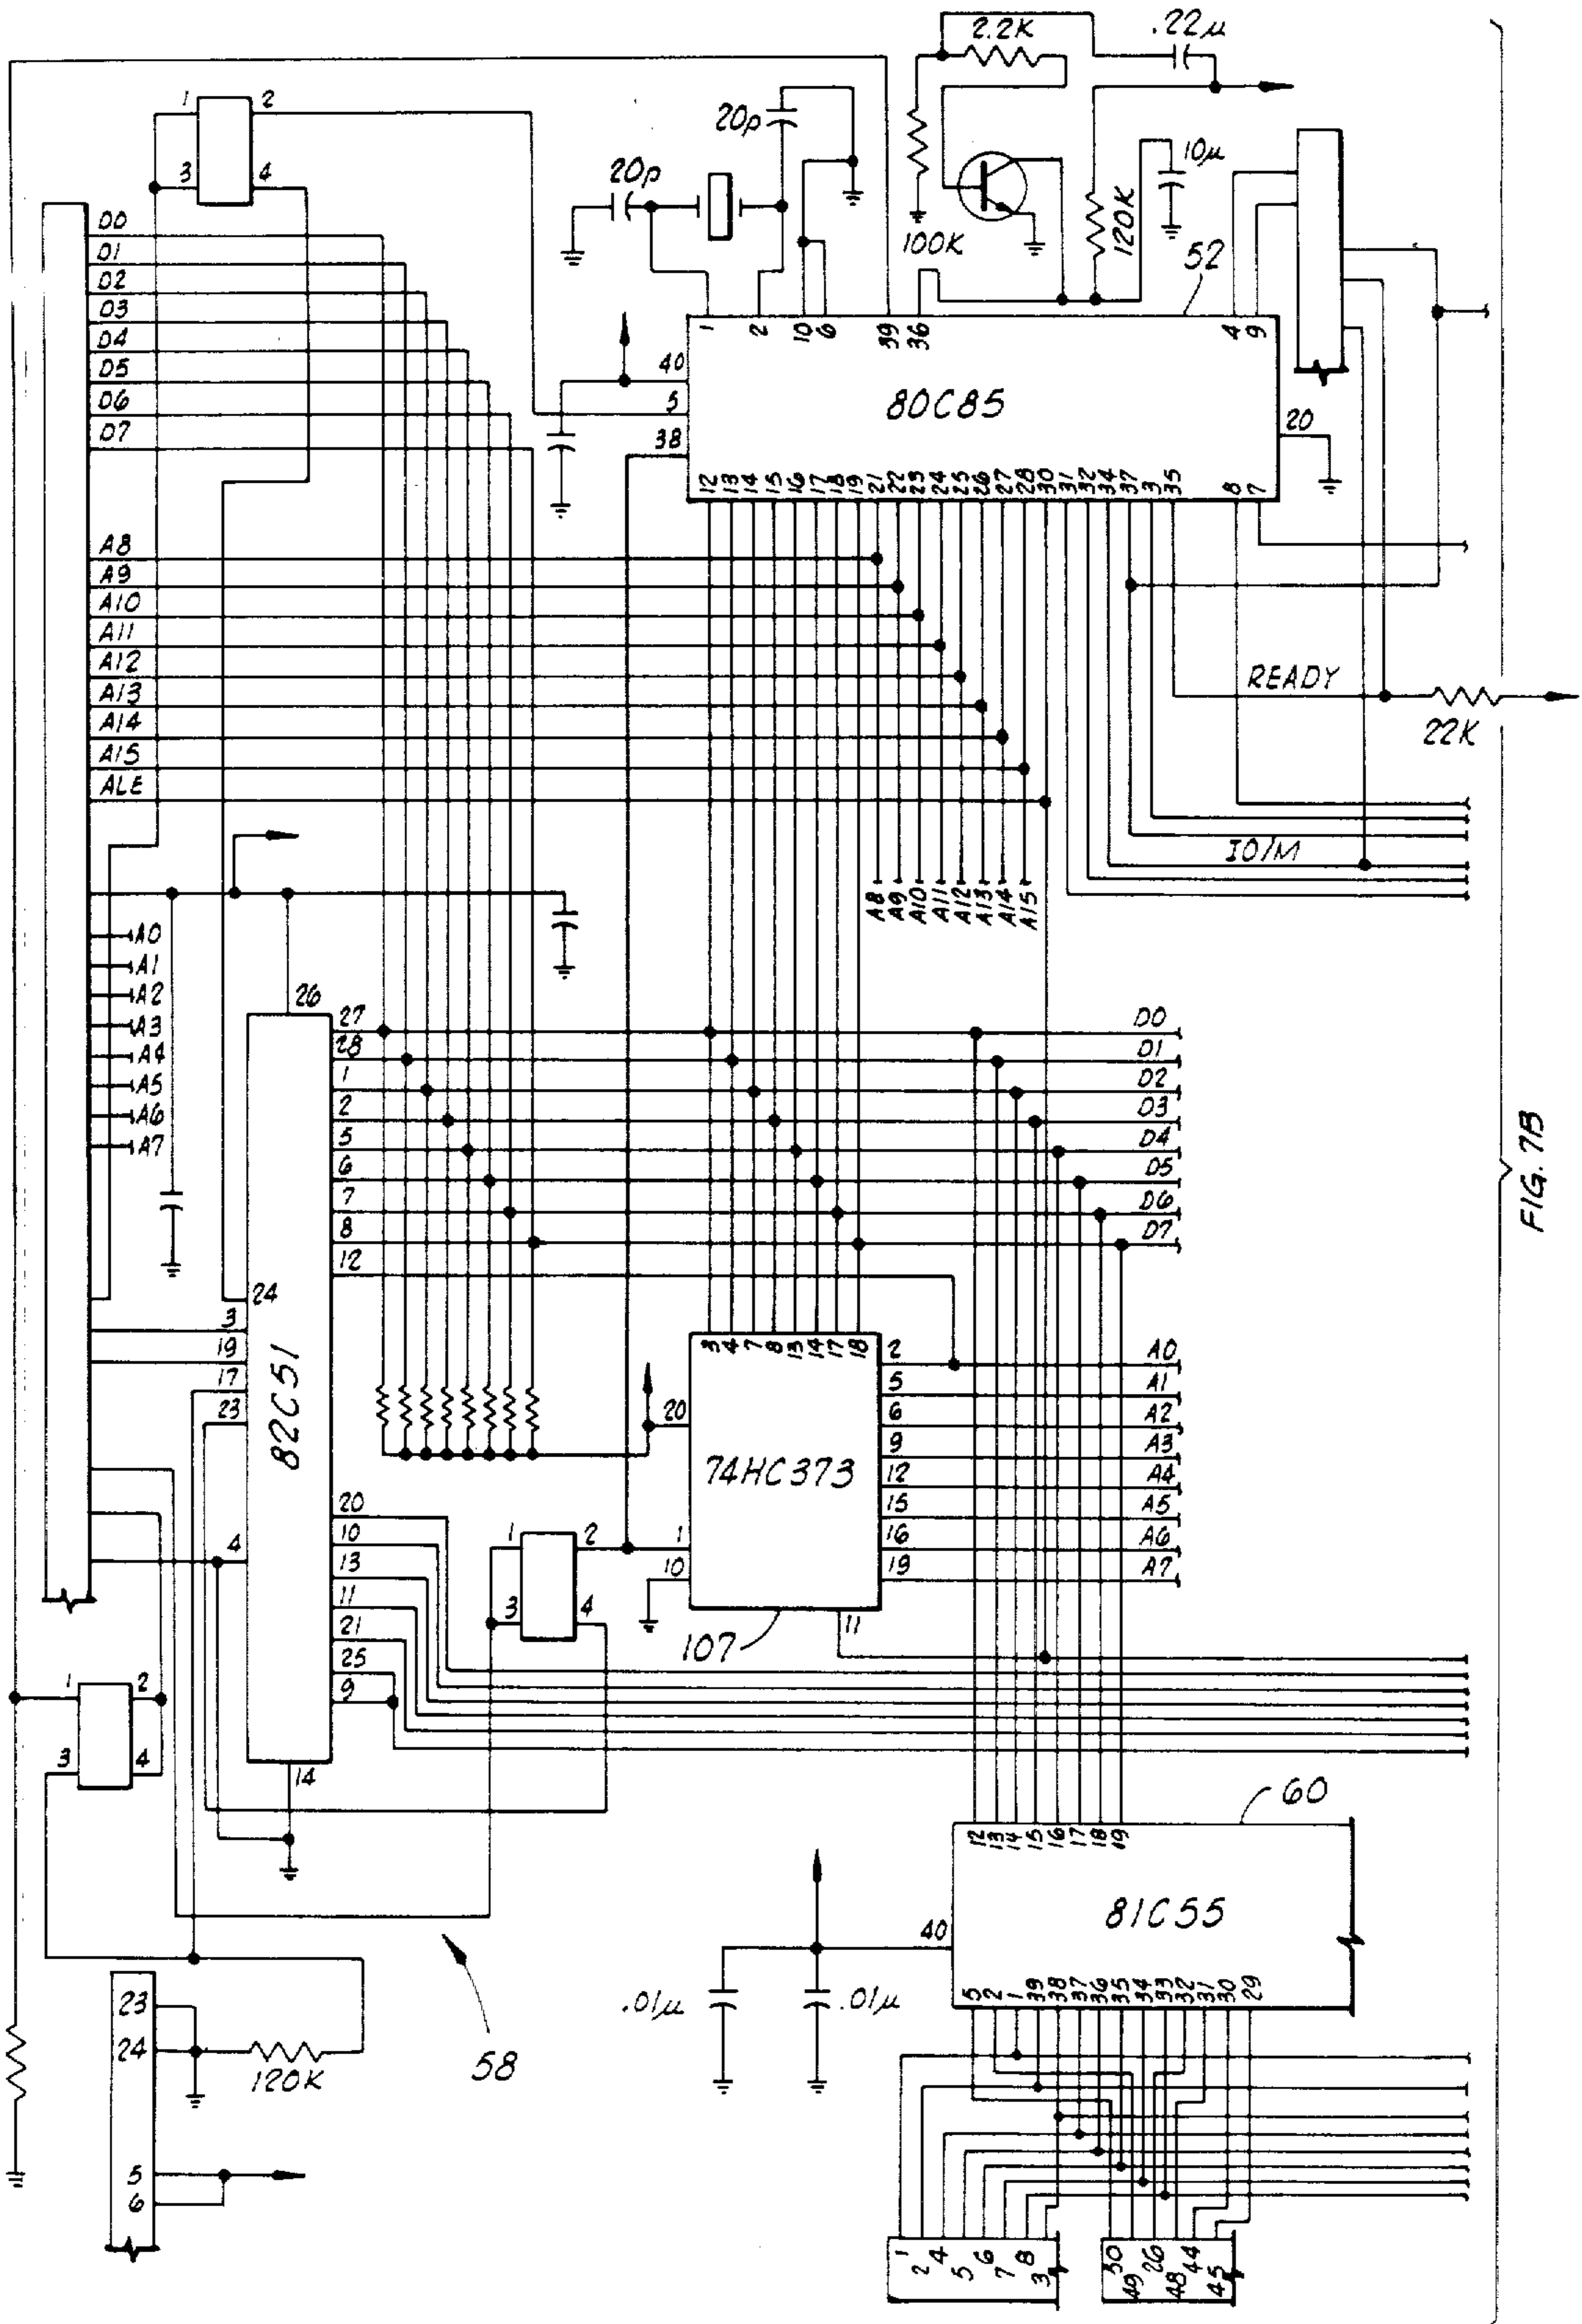 2.2K
.22µ
1
2
20p
3
4
20p
10µ
100K
120K
52
D0
D1
D2
D3
D4
D5
D6
D7
1
2
10
6
39
36
4
9
40
5
38
80C85
20
12
13
14
15
16
17
18
19
21
22
23
24
25
26
27
28
30
31
32
34
37
3
35
8
7
A8
A9
A10
A11
A12
A13
A14
A15
ALE
READY
22K
IO/M
A8
A9
A10
A11
A12
A13
A14
A15
A0
A1
A2
A3
A4
A5
A6
A7
26
27
28
1
2
5
6
7
8
12
D0
D1
D2
D3
D4
D5
D6
D7
24
3
19
17
23
4
82C51
20
10
13
11
21
25
9
14
3
4
7
8
13
14
17
18
20
74HC373
1
10
2
5
6
9
12
15
16
19
A0
A1
A2
A3
A4
A5
A6
A7
11
107
1
2
3
4
1
2
3
4
60
12
13
14
15
16
17
18
19
40
81C55
5
2
1
39
38
37
36
35
34
33
32
31
30
29
.01µ
.01µ
58
23
24
120K
5
6
1
2
4
5
6
7
8
3
50
49
26
48
44
45
FIG. 7B